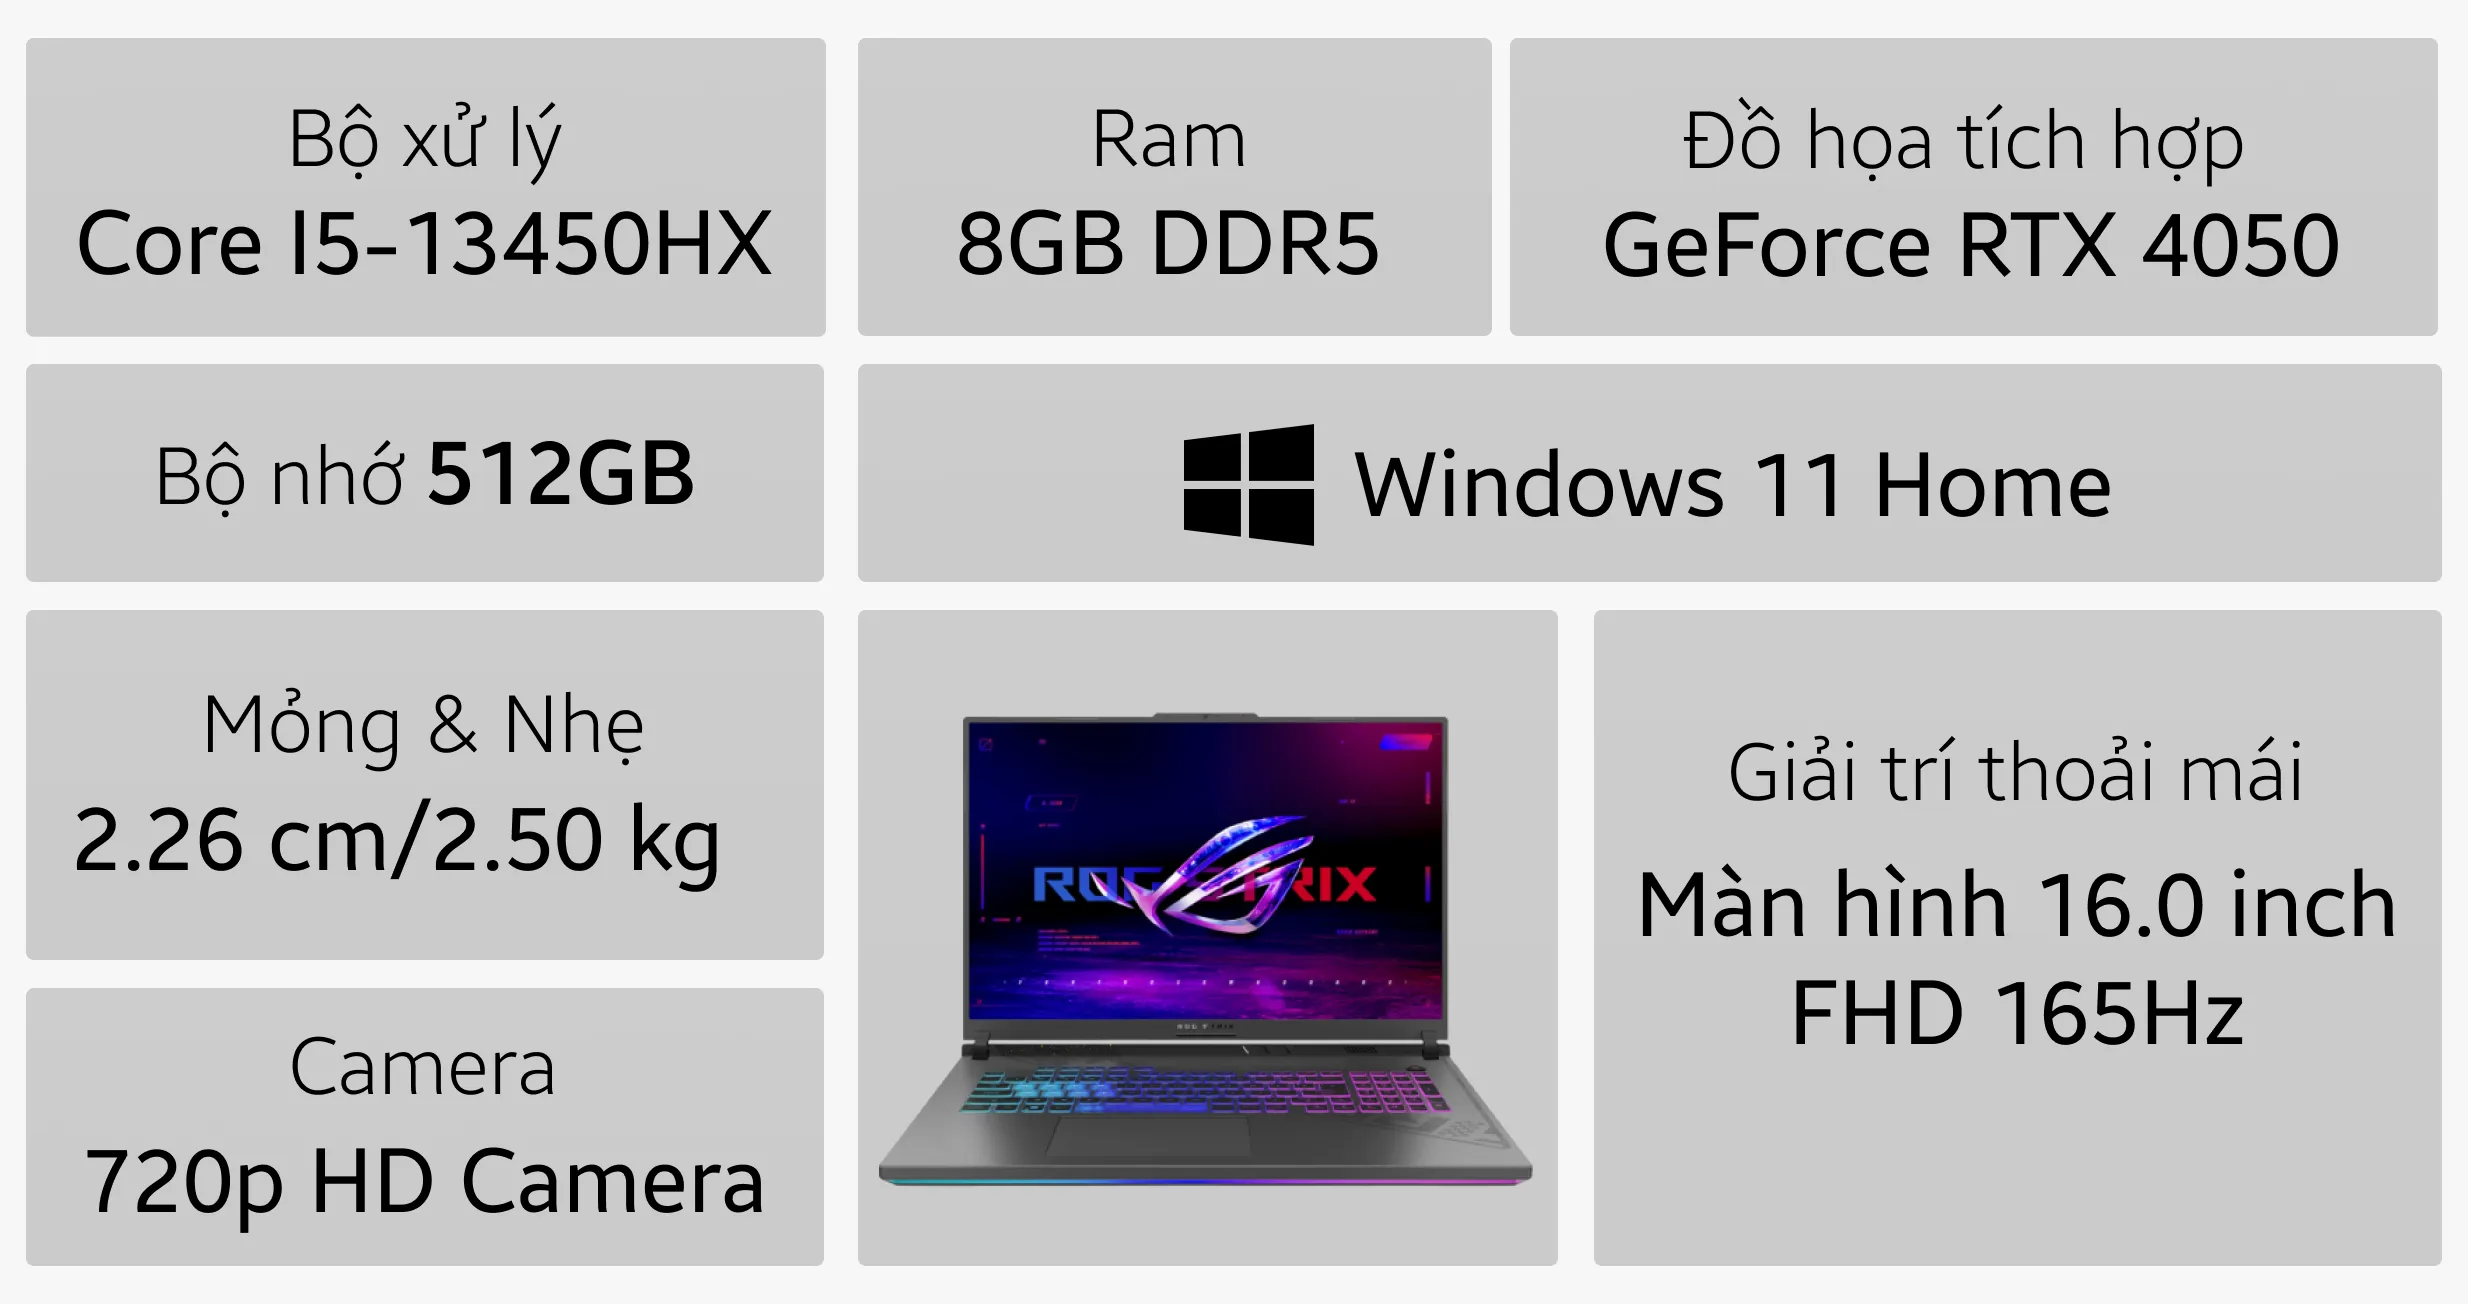 Bộ xử lý
Core I5-13450HX
Ram
8GB DDR5
Đồ họa tích hợp
GeForce RTX 4050
Bộ nhớ 512GB
Windows 11 Home
Mỏng & Nhẹ
2.26 cm/2.50 kg
Giải trí thoải mái
Màn hình 16.0 inch
FHD 165Hz
Camera
720p HD Camera